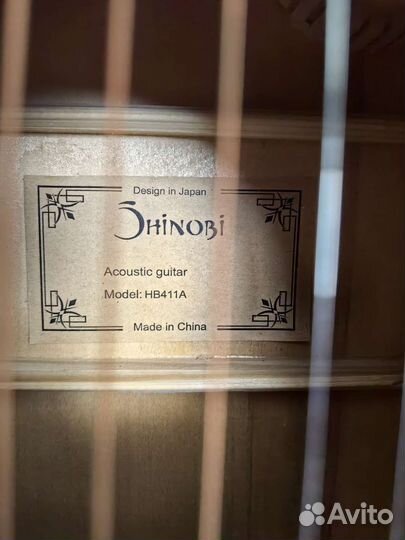 Design in Japan
SHINOBI
Acoustic guitar
Model: HB411A
Made in China
Avito